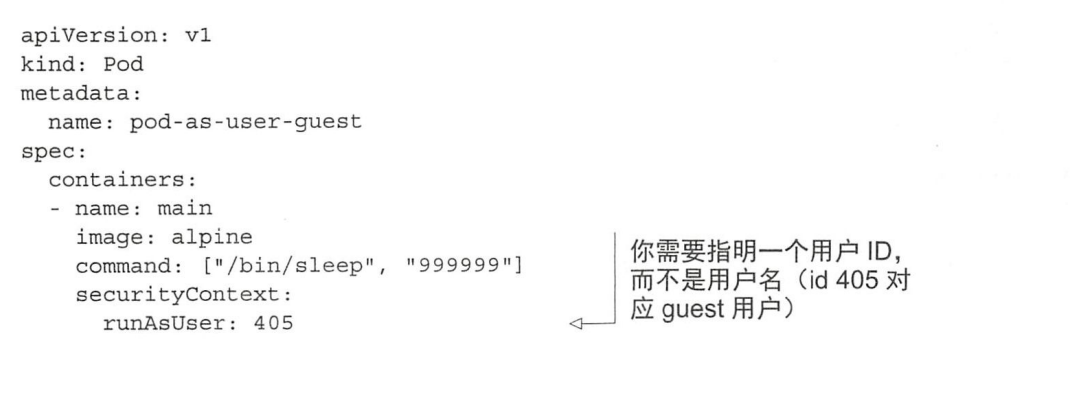 apiVersion: v1
kind: Pod
metadata:
  name: pod-as-user-guest
spec:
  containers:
  - name: main
    image: alpine
    command: ["/bin/sleep", "999999"]
    securityContext:
      runAsUser: 405
你需要指明一个用户 ID，
而不是用户名（id 405 对
应 guest 用户）